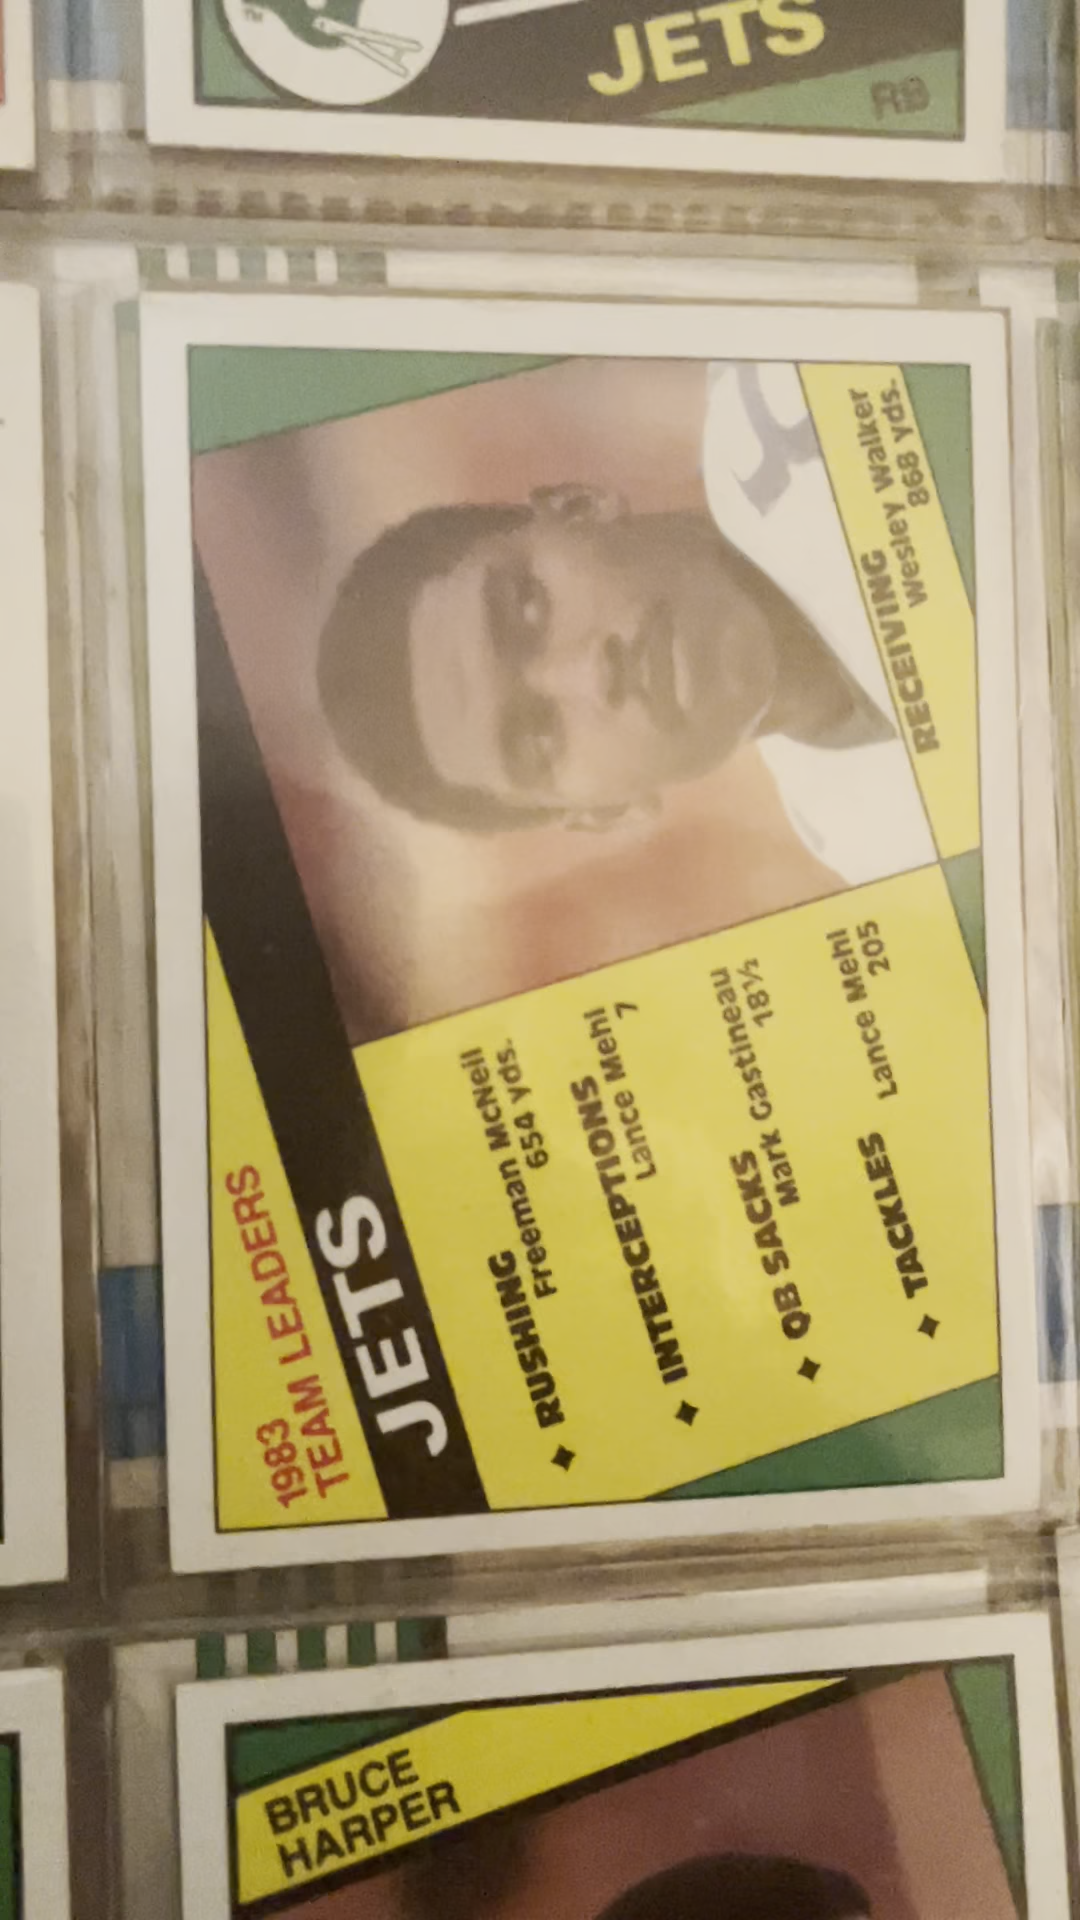 JETS
RB
1983
TEAM LEADERS
JETS
RUSHING
Freeman McNeil
654 yds.
INTERCEPTIONS
Lance Mehl
7
QB SACKS
Mark Gastineau
18½
TACKLES Lance Mehl
205
RECEIVING
Wesley Walker
868 yds.
BRUCE
HARPER